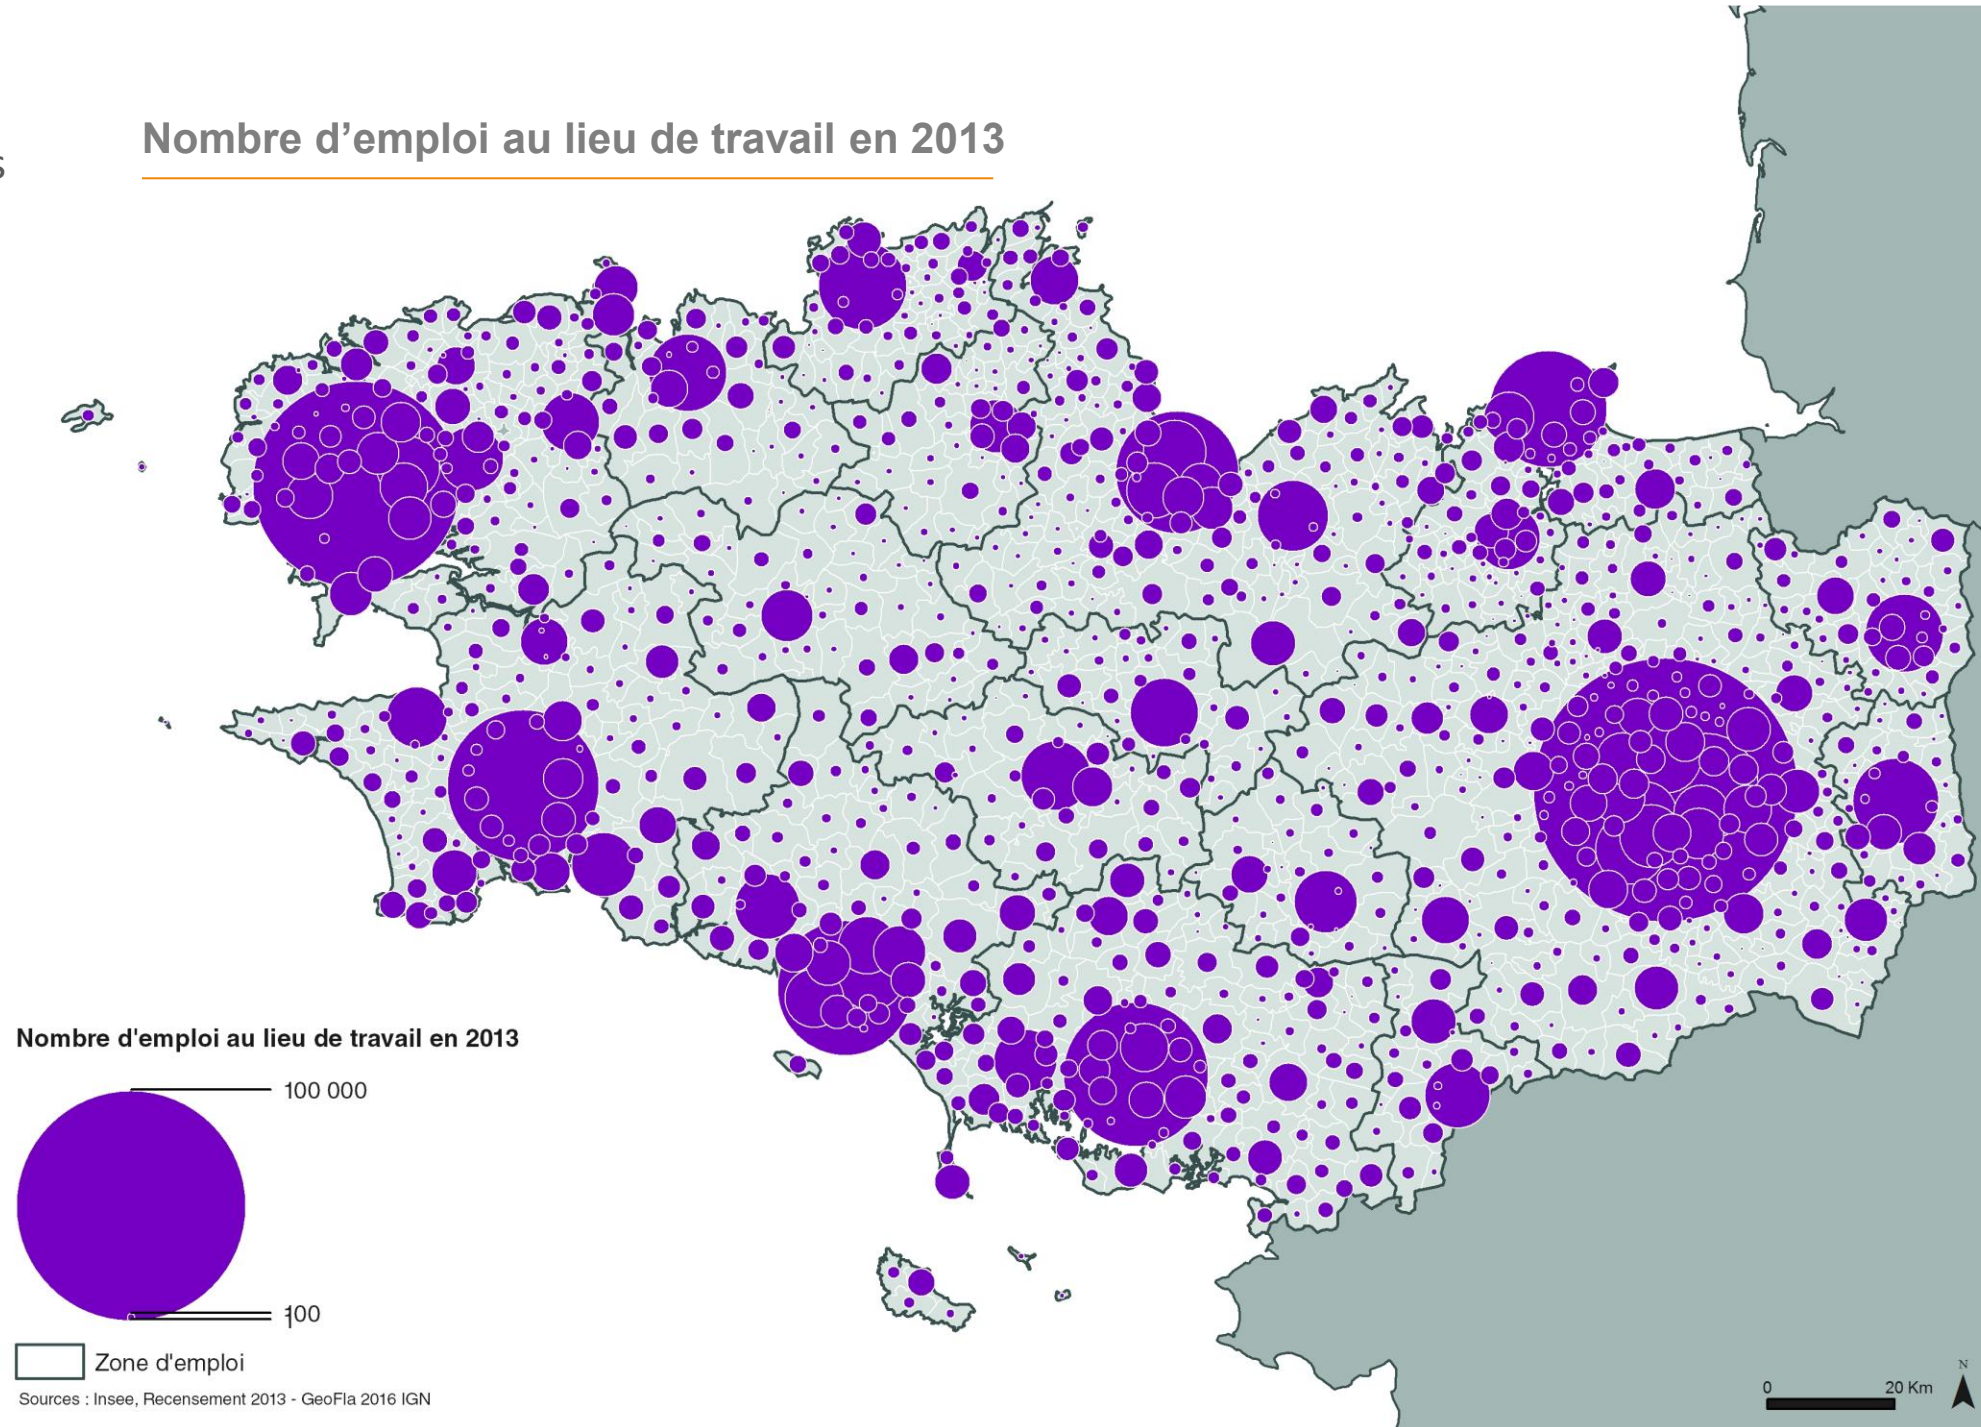 s
Nombre d’emploi au lieu de travail en 2013
Nombre d'emploi au lieu de travail en 2013
100 000
100
1
Zone d'emploi
Sources : Insee, Recensement 2013 - GeoFla 2016 IGN
0 20 Km
N